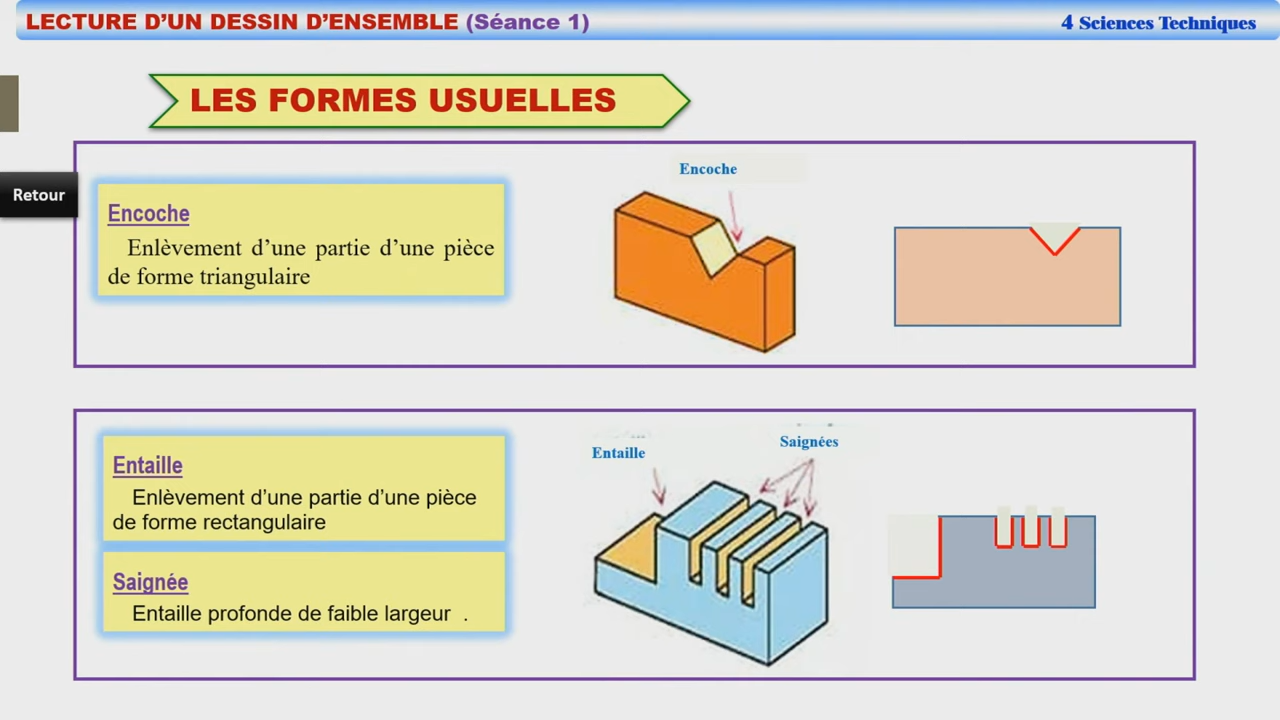 LECTURE D’UN DESSIN D’ENSEMBLE (Séance 1)
4 Sciences Techniques
LES FORMES USUELLES
Retour
Encoche
Enlèvement d’une partie d’une pièce
de forme triangulaire
Encoche
Entaille
Enlèvement d’une partie d’une pièce
de forme rectangulaire
Saignée
Entaille profonde de faible largeur .
Entaille
Saignées